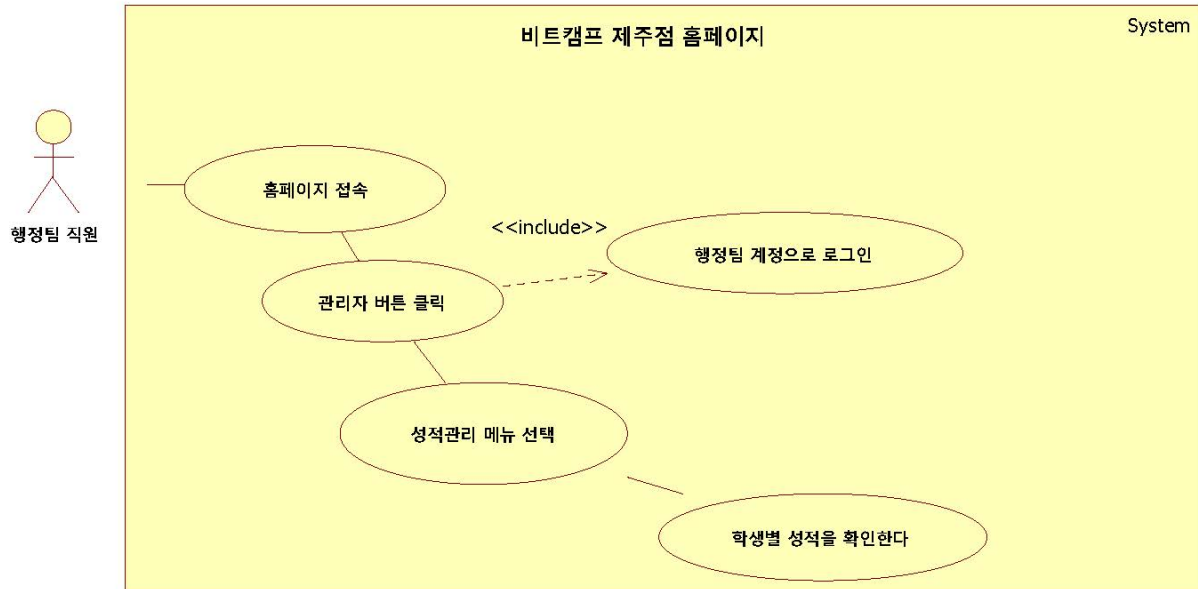 비트캠프 제주점 홈페이지
System
행정팀 직원
홈페이지 접속
<<include>>
행정팀 계정으로 로그인
관리자 버튼 클릭
성적관리 메뉴 선택
학생별 성적을 확인한다